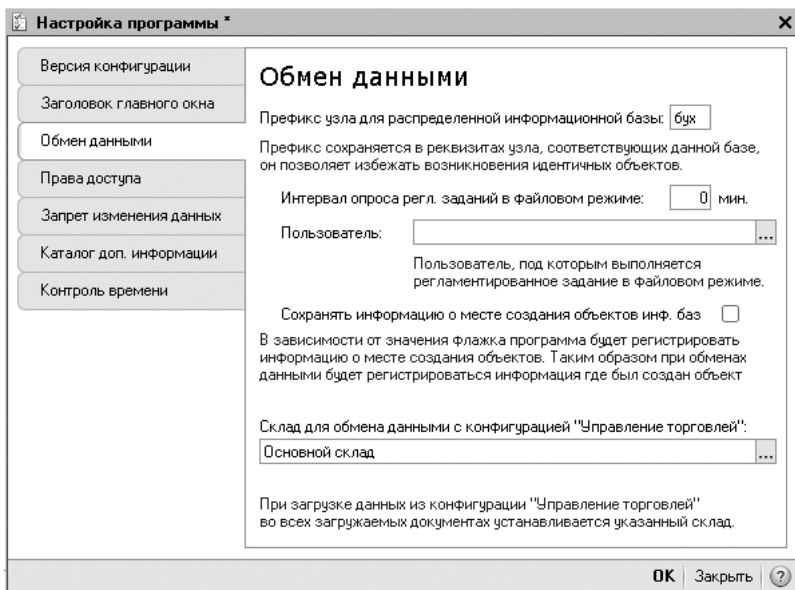 Настройка программы *
Версия конфигурации
Заголовок главного окна
Обмен данными
Права доступа
Запрет изменения данных
Каталог доп. информации
Контроль времени
Обмен данными
Префикс узла для распределенной информационной базы: бух
Префикс сохраняется в реквизитах узла, соответствующих данной базе,
он позволяет избежать возникновения идентичных объектов.
Интервал опроса регл. заданий в файловом режиме: 0 мин.
Пользователь: ...
Пользователь, под которым выполняется
регламентированное задание в файловом режиме.
Сохранять информацию о месте создания объектов инф. баз
В зависимости от значения флажка программа будет регистрировать
информацию о месте создания объектов. Таким образом при обменах
данными будет регистрироваться информация где был создан объект
Склад для обмена данными с конфигурацией "Управление торговлей":
Основной склад ...
При загрузке данных из конфигурации "Управление торговлей"
во всех загружаемых документах устанавливается указанный склад.
OK Закрыть ?